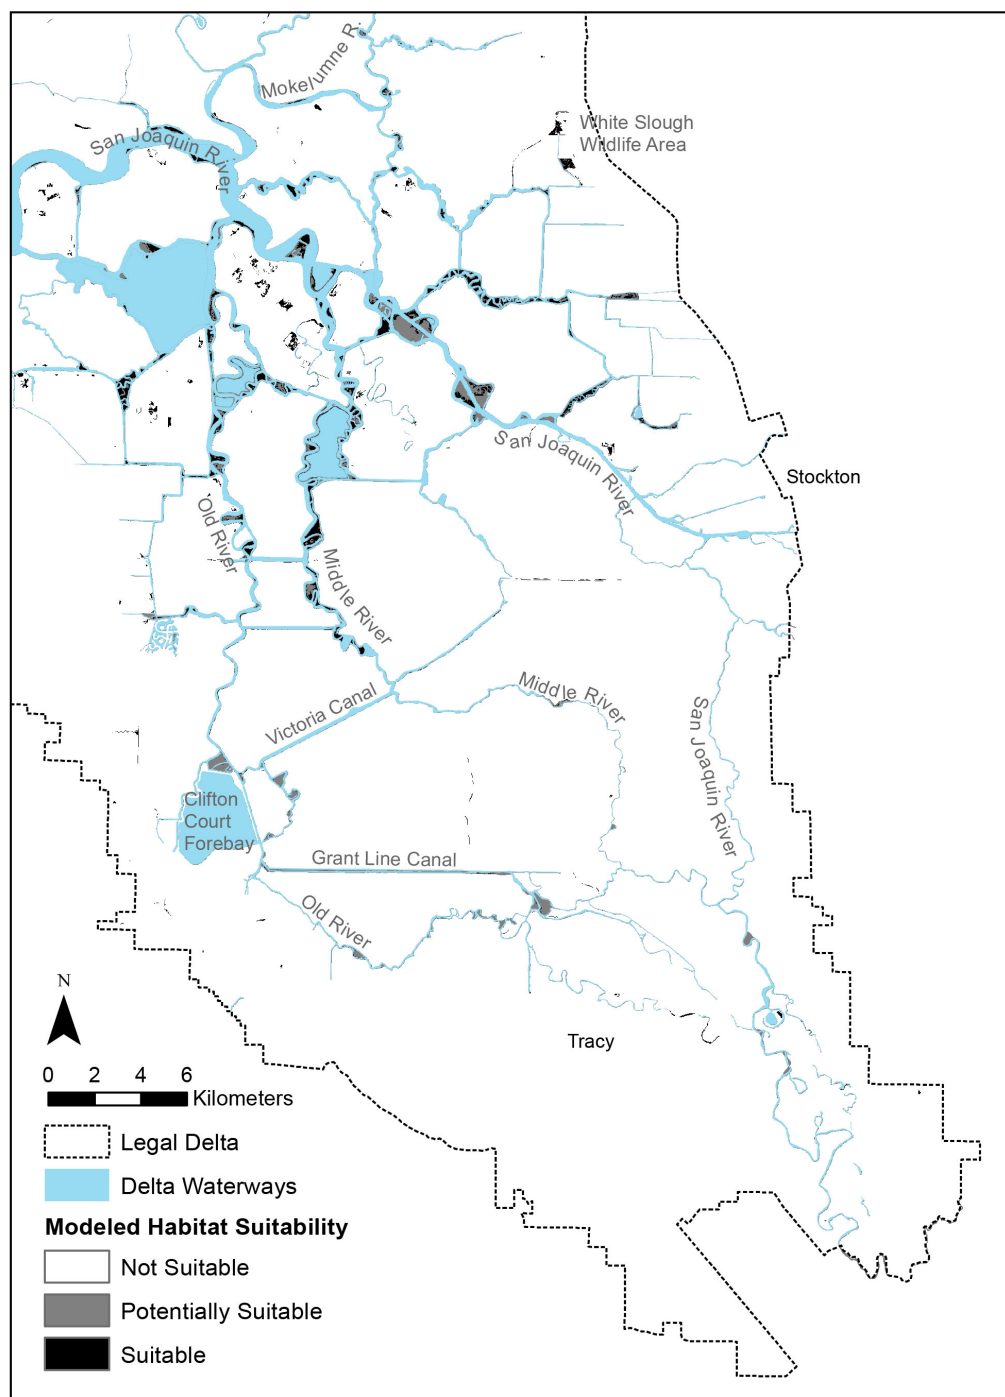 Mokelumne R.
White Slough
Wildlife Area
San Joaquin River
San Joaquin River
Stockton
Old River
Middle River
Middle River
San Joaquin River
Victoria Canal
Clifton
Court
Forebay
Grant Line Canal
Old River
N
Tracy
0 2 4 6
Kilometers
Legal Delta
Delta Waterways
Modeled Habitat Suitability
Not Suitable
Potentially Suitable
Suitable